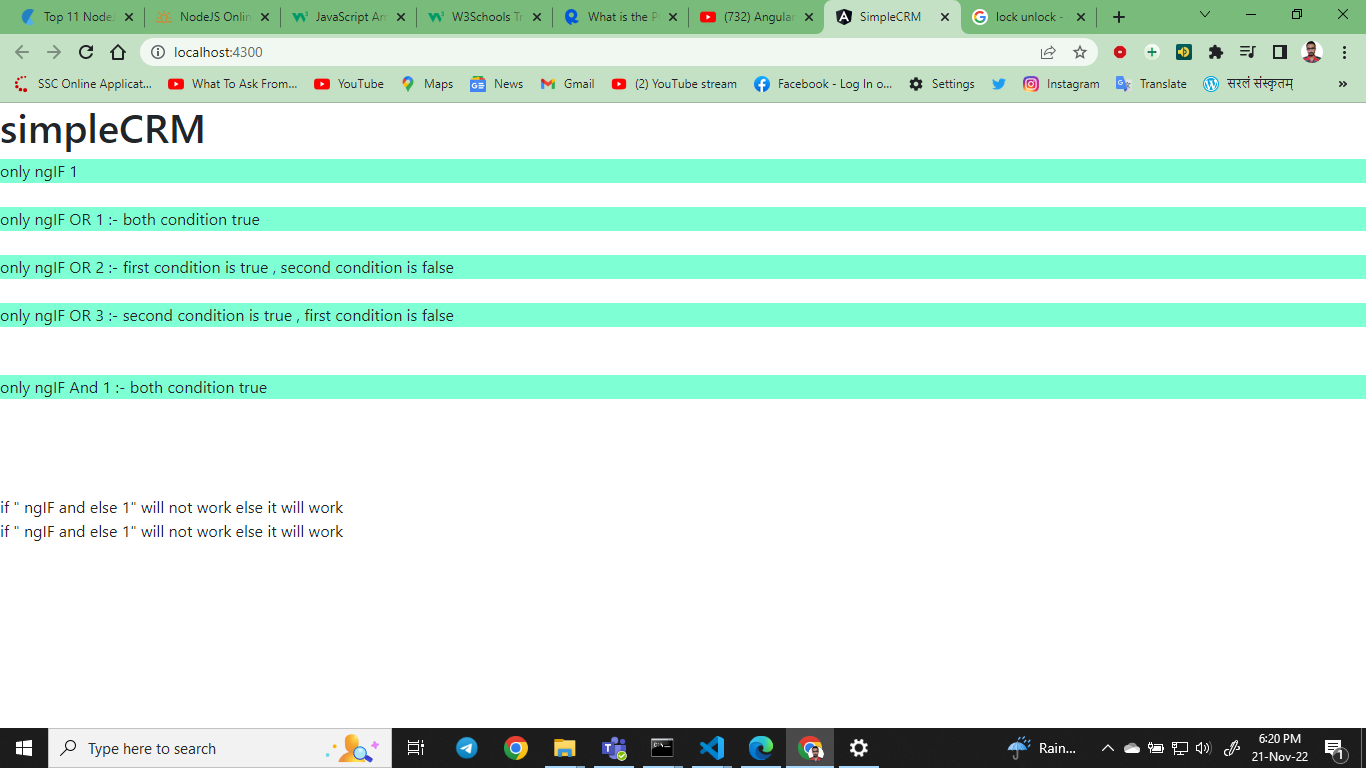 Top 11 NodeJ
NodeJS Onlin
JavaScript Arr
W3Schools Tr
What is the Pi
(732) Angular
SimpleCRM
lock unlock -
localhost:4300
SSC Online Applicat...
What To Ask From...
YouTube
Maps
News
Gmail
(2) YouTube stream
Facebook - Log In o...
Settings
Instagram
Translate
सरलं संस्कृतम्
»
simpleCRM
only ngIF 1
only ngIF OR 1 :- both condition true
only ngIF OR 2 :- first condition is true , second condition is false
only ngIF OR 3 :- second condition is true , first condition is false
only ngIF And 1 :- both condition true
if " ngIF and else 1" will not work else it will work
if " ngIF and else 1" will not work else it will work
Type here to search
Rain...
6:20 PM
21-Nov-22
1